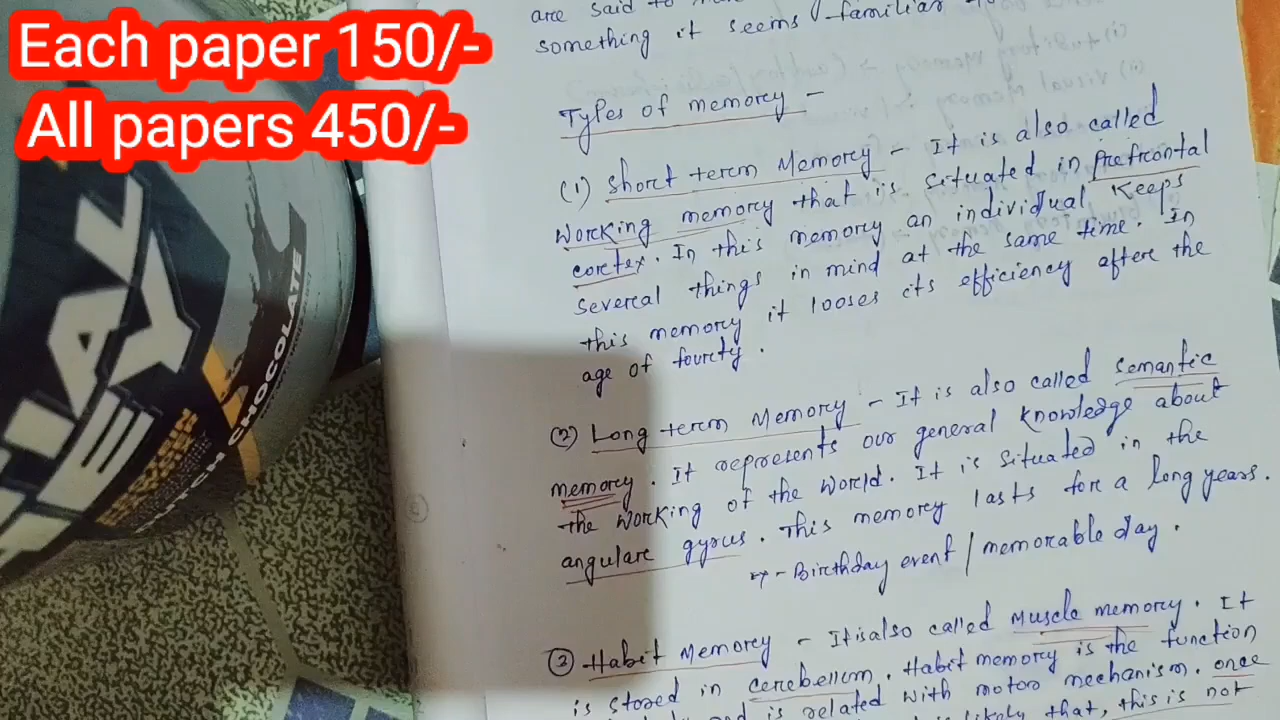 Each paper 150/-
All papers 450/-
CHOCOLATE
are said to
something it seems familiar
Types of memory -
(1) Short term Memory - It is also called
Working memory that is situated in prefrontal
cortex. In this memory an individual keeps
several things in mind at the same time. In
this memory it looses its efficiency after the
age of fourty.
(2) Long term Memory - It is also called semantic
memory. It represents our general knowledge about
the working of the world. It is situated in the
angulare gyrus. This memory lasts for a long years.
- Birthday event / memorable day.
(3) Habit Memory - It is also called Muscle memory. It
is stored in cerebellum. Habit memory is the function
and is related with motor mechanism. once
likely that, this is not